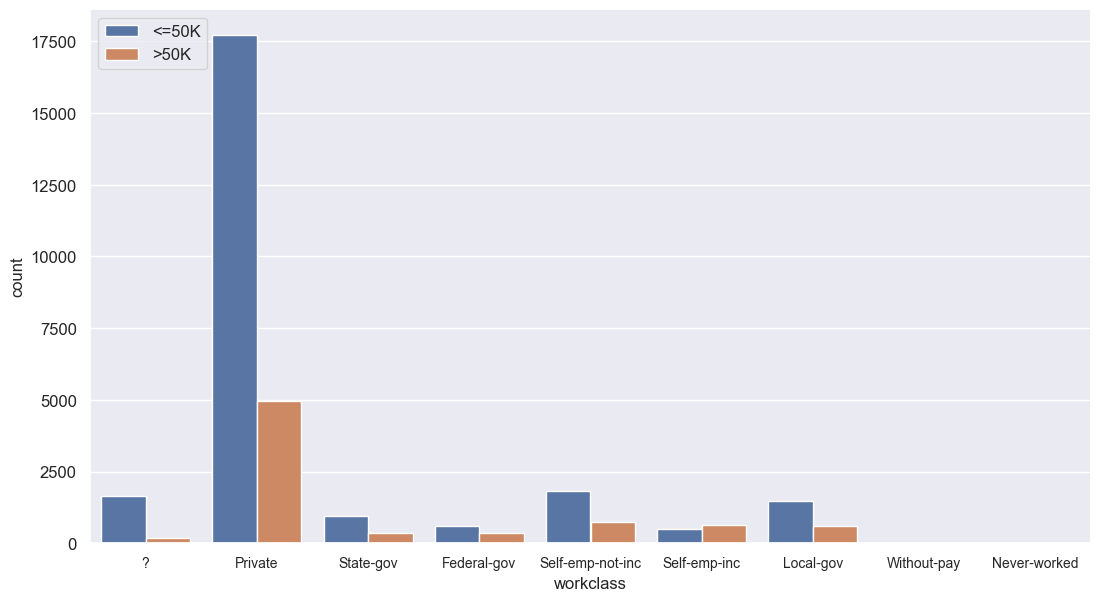 <=50K
>50K
17500
15000
12500
10000
7500
5000
2500
0
count
? Private State-gov Federal-gov Self-emp-not-inc Self-emp-inc Local-gov Without-pay Never-worked
workclass